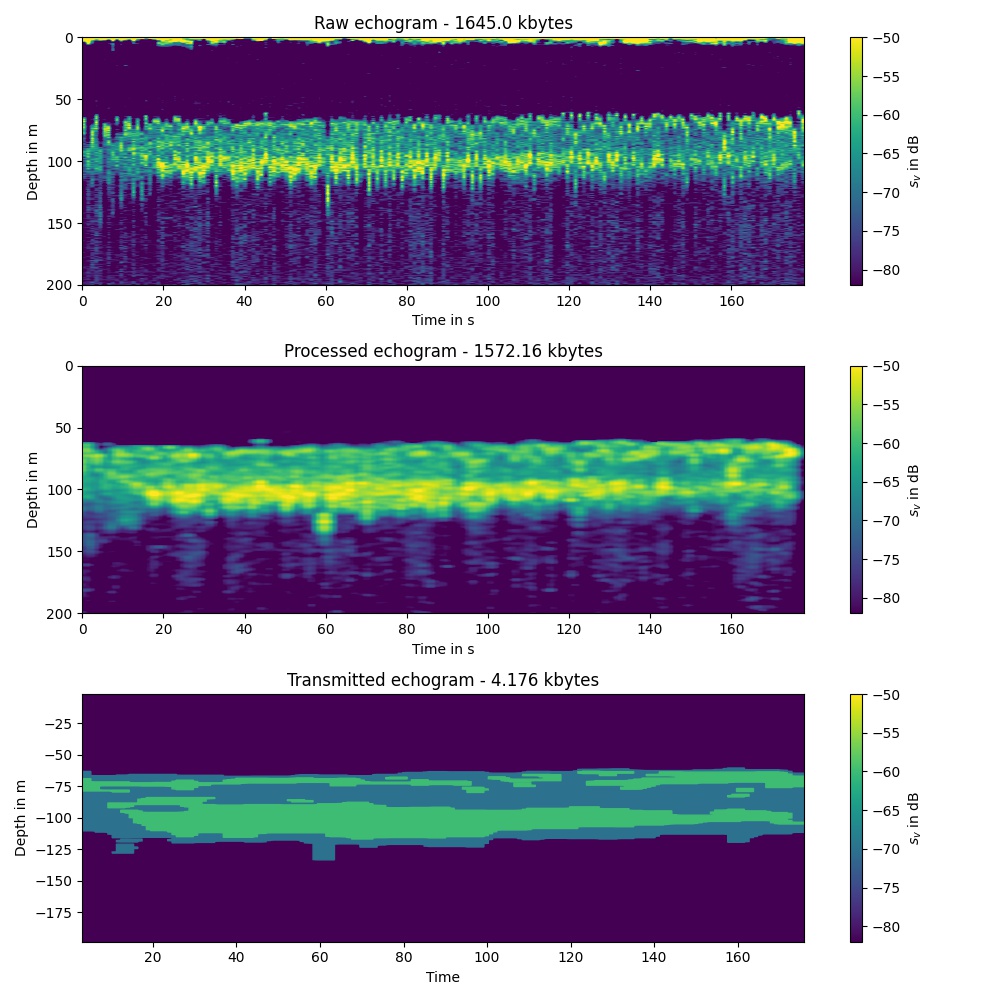 Raw echogram - 1645.0 kbytes
0
50
100
150
200
Depth in m
0 20 40 60 80 100 120 140 160
Time in s
−50
−55
−60
−65
−70
−75
−80
sv in dB
Processed echogram - 1572.16 kbytes
0
50
100
150
200
Depth in m
0 20 40 60 80 100 120 140 160
Time in s
−50
−55
−60
−65
−70
−75
−80
sv in dB
Transmitted echogram - 4.176 kbytes
−25
−50
−75
−100
−125
−150
−175
Depth in m
20 40 60 80 100 120 140 160
Time
−50
−55
−60
−65
−70
−75
−80
sv in dB